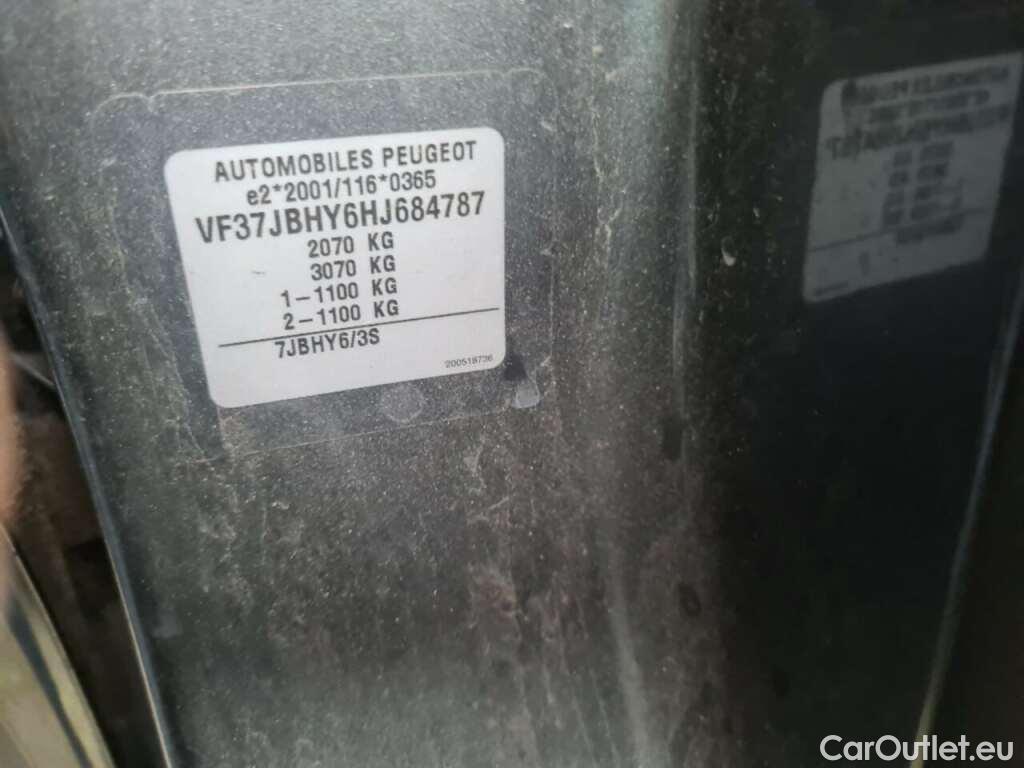 AUTOMOBILES PEUGEOT
e2*2001/116*0365
VF37JBHY6HJ684787
2070 KG
3070 KG
1-1100 KG
2-1100 KG
7JBHY6/3S
200518736
CarOutlet.eu